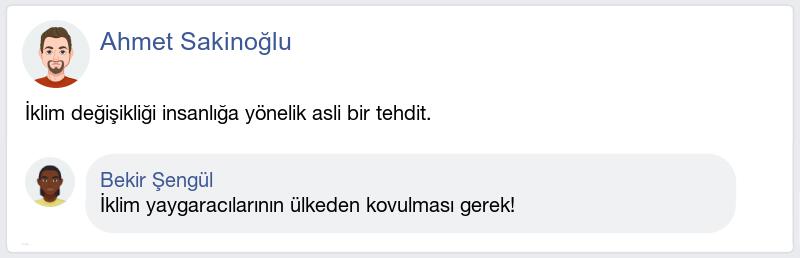 Ahmet Sakinoğlu
İklim değişikliği insanlığa yönelik asli bir tehdit.
Bekir Şengül
İklim yaygaracılarının ülkeden kovulması gerek!